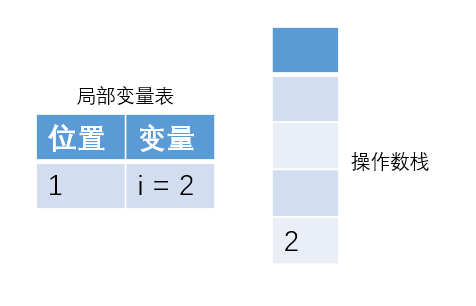 局部变量表
位置 变量
1 i = 2
操作数栈
2